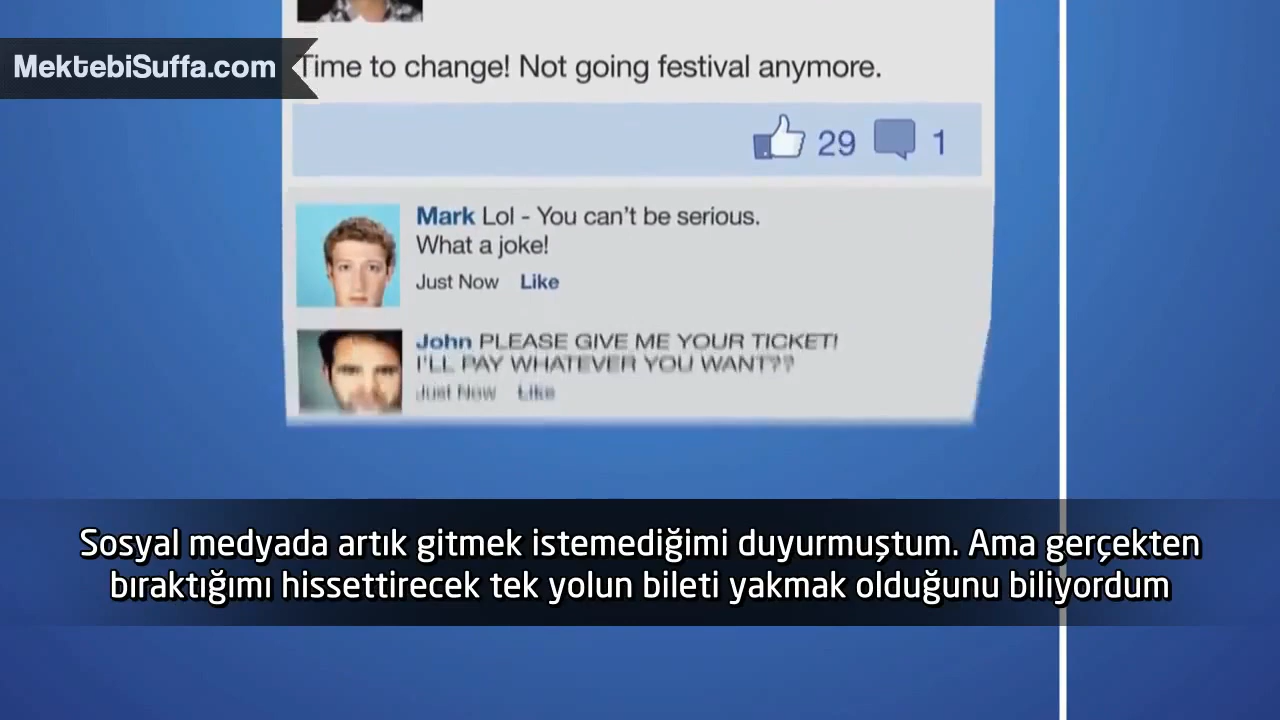 MektebiSuffa.com
Time to change! Not going festival anymore.
29 1
Mark Lol - You can't be serious.
What a joke!
Just Now Like
John PLEASE GIVE ME YOUR TICKET!
I'LL PAY WHATEVER YOU WANT??
Just Now Like
Sosyal medyada artık gitmek istemediğimi duyurmuştum. Ama gerçekten
bıraktığımı hissettirecek tek yolun bileti yakmak olduğunu biliyordum